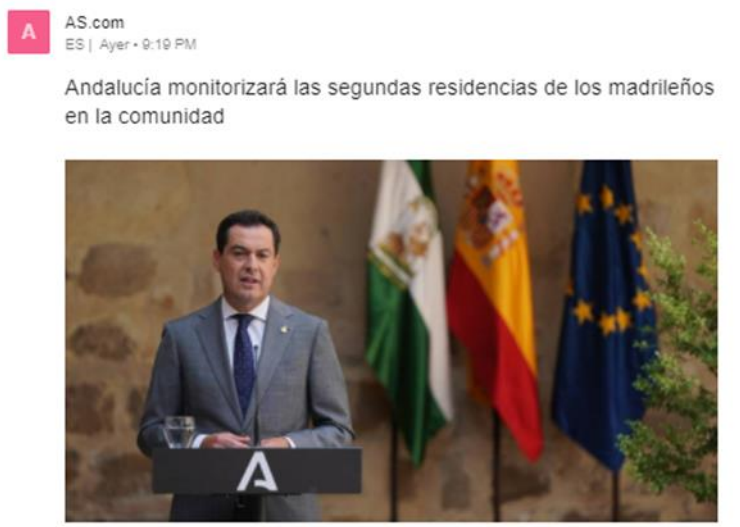 A
AS.com
ES | Ayer • 9:19 PM
Andalucía monitorizará las segundas residencias de los madrileños
en la comunidad
A